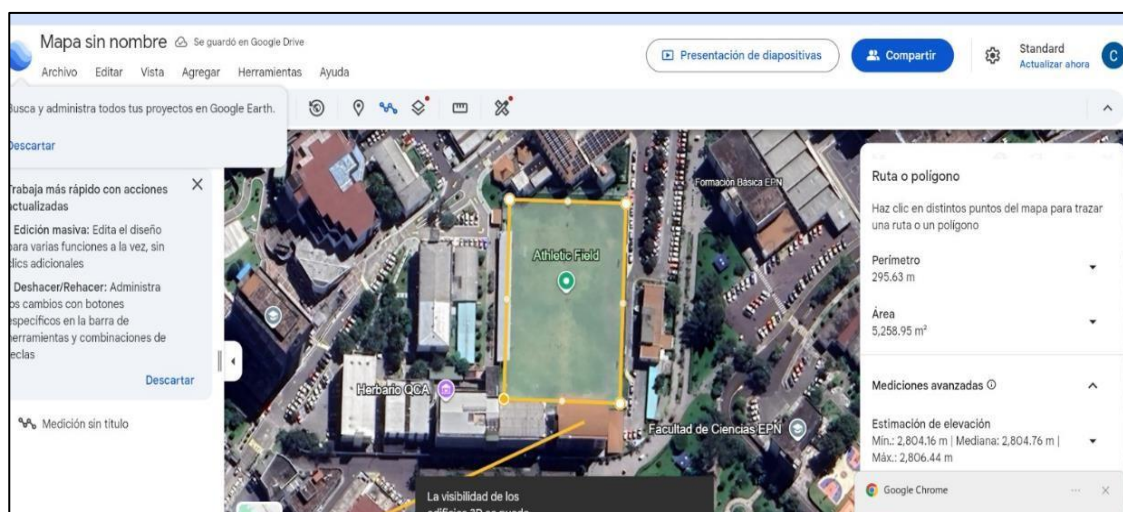 Mapa sin nombre Se guardó en Google Drive
Archivo Editar Vista Agregar Herramientas Ayuda
Presentación de diapositivas
Compartir
Standard
Actualizar ahora
C
Busca y administra todos tus proyectos en Google Earth.
Descartar
Trabaja más rápido con acciones
actualizadas
Edición masiva: Edita el diseño
para varias funciones a la vez, sin
clics adicionales
Deshacer/Rehacer: Administra
los cambios con botones
específicos en la barra de
herramientas y combinaciones de
teclas
Descartar
Medición sin título
Formación Básica EPN
Athletic Field
Herbario QCA
Facultad de Ciencias EPN
La visibilidad de los
edificios 3D se puede
Ruta o polígono
Haz clic en distintos puntos del mapa para trazar
una ruta o un polígono
Perímetro
295.63 m
Área
5,258.95 m²
Mediciones avanzadas
Estimación de elevación
Mín.: 2,804.16 m | Mediana: 2,804.76 m |
Máx.: 2,806.44 m
Google Chrome